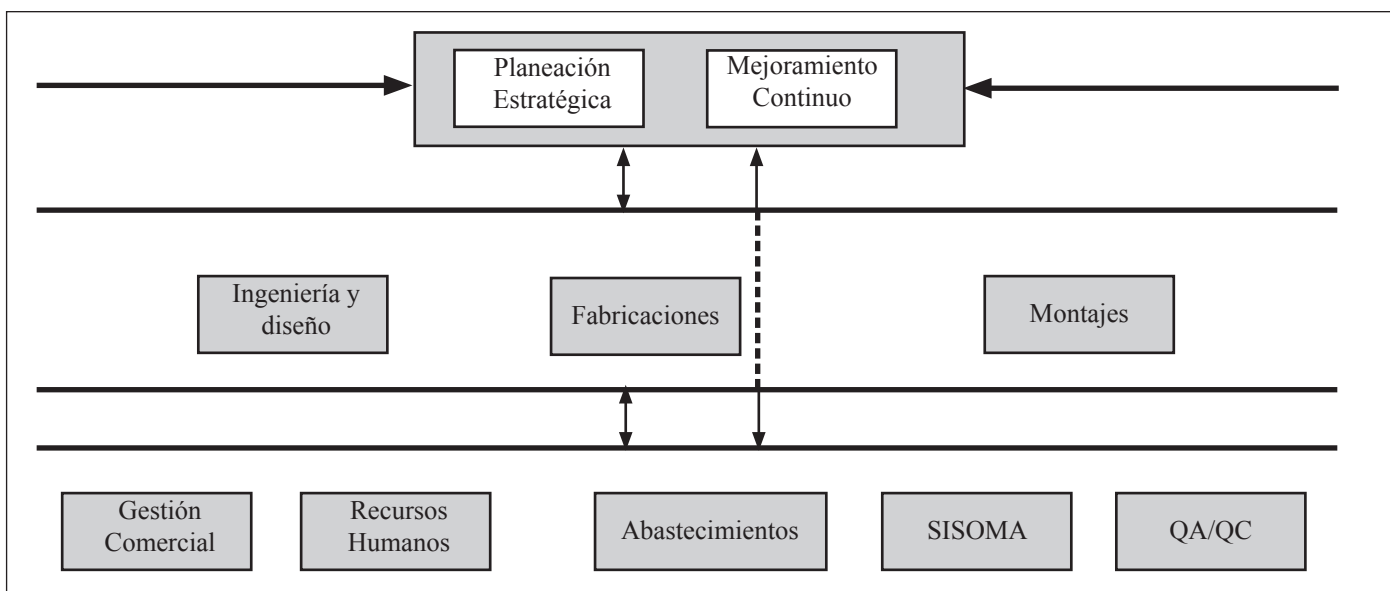 Planeación
Estratégica
Mejoramiento
Continuo
Ingeniería y
diseño
Fabricaciones
Montajes
Gestión
Comercial
Recursos
Humanos
Abastecimientos
SISOMA
QA/QC